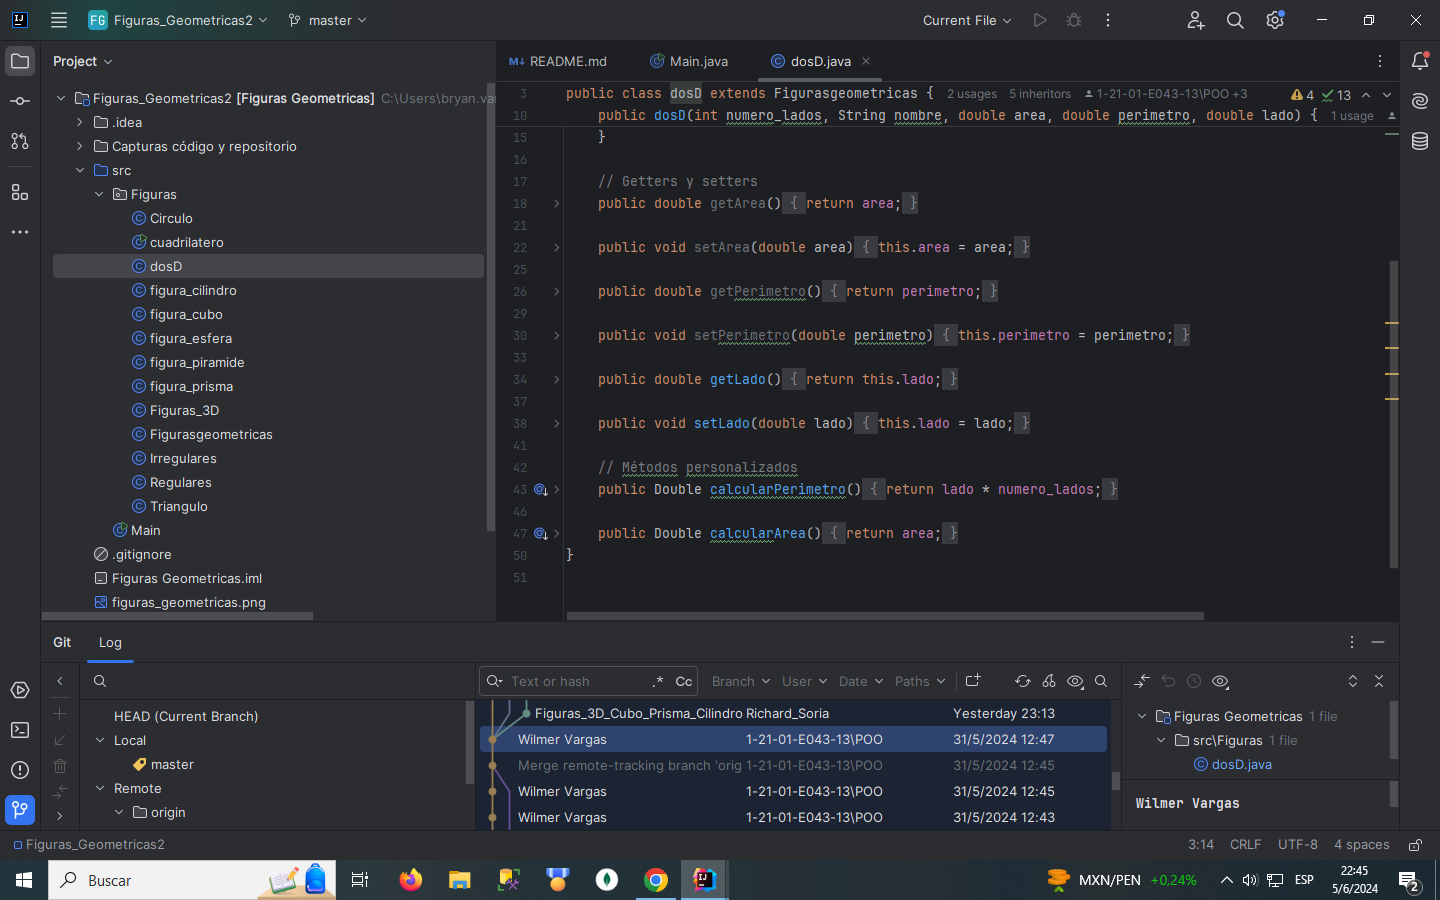 FG Figuras_Geometricas2 master Current File
Project
Figuras_Geometricas2 [Figuras Geometricas] C:\Users\bryan.var
.idea
Capturas código y repositorio
src
Figuras
Circulo
cuadrilatero
dosD
figura_cilindro
figura_cubo
figura_esfera
figura_piramide
figura_prisma
Figuras_3D
Figurasgeometricas
Irregulares
Regulares
Triangulo
Main
.gitignore
Figuras Geometricas.iml
figuras_geometricas.png
M↓ README.md Main.java dosD.java
3 public class dosD extends Figurasgeometricas { 2 usages 5 inheritors 1-21-01-E043-13\POO +3 4 13
10 public dosD(int numero_lados, String nombre, double area, double perimetro, double lado) { 1 usage
15 }
16
17 // Getters y setters
18 public double getArea() { return area; }
21
22 public void setArea(double area) { this.area = area; }
25
26 public double getPerimetro() { return perimetro; }
29
30 public void setPerimetro(double perimetro) { this.perimetro = perimetro; }
33
34 public double getLado() { return this.lado; }
37
38 public void setLado(double lado) { this.lado = lado; }
41
42 // Métodos personalizados
43 public Double calcularPerimetro() { return lado * numero_lados; }
46
47 public Double calcularArea() { return area; }
50 }
51
Git Log
HEAD (Current Branch)
Local
master
Remote
origin
Text or hash .* Cc Branch User Date Paths
Figuras_3D_Cubo_Prisma_Cilindro Richard_Soria Yesterday 23:13
Wilmer Vargas 1-21-01-E043-13\POO 31/5/2024 12:47
Merge remote-tracking branch 'orig 1-21-01-E043-13\POO 31/5/2024 12:45
Wilmer Vargas 1-21-01-E043-13\POO 31/5/2024 12:45
Wilmer Vargas 1-21-01-E043-13\POO 31/5/2024 12:43
Figuras Geometricas 1 file
src\Figuras 1 file
dosD.java
Wilmer Vargas
Figuras_Geometricas2 3:14 CRLF UTF-8 4 spaces
Buscar
MXN/PEN +0,24% ESP 22:45
5/6/2024
2